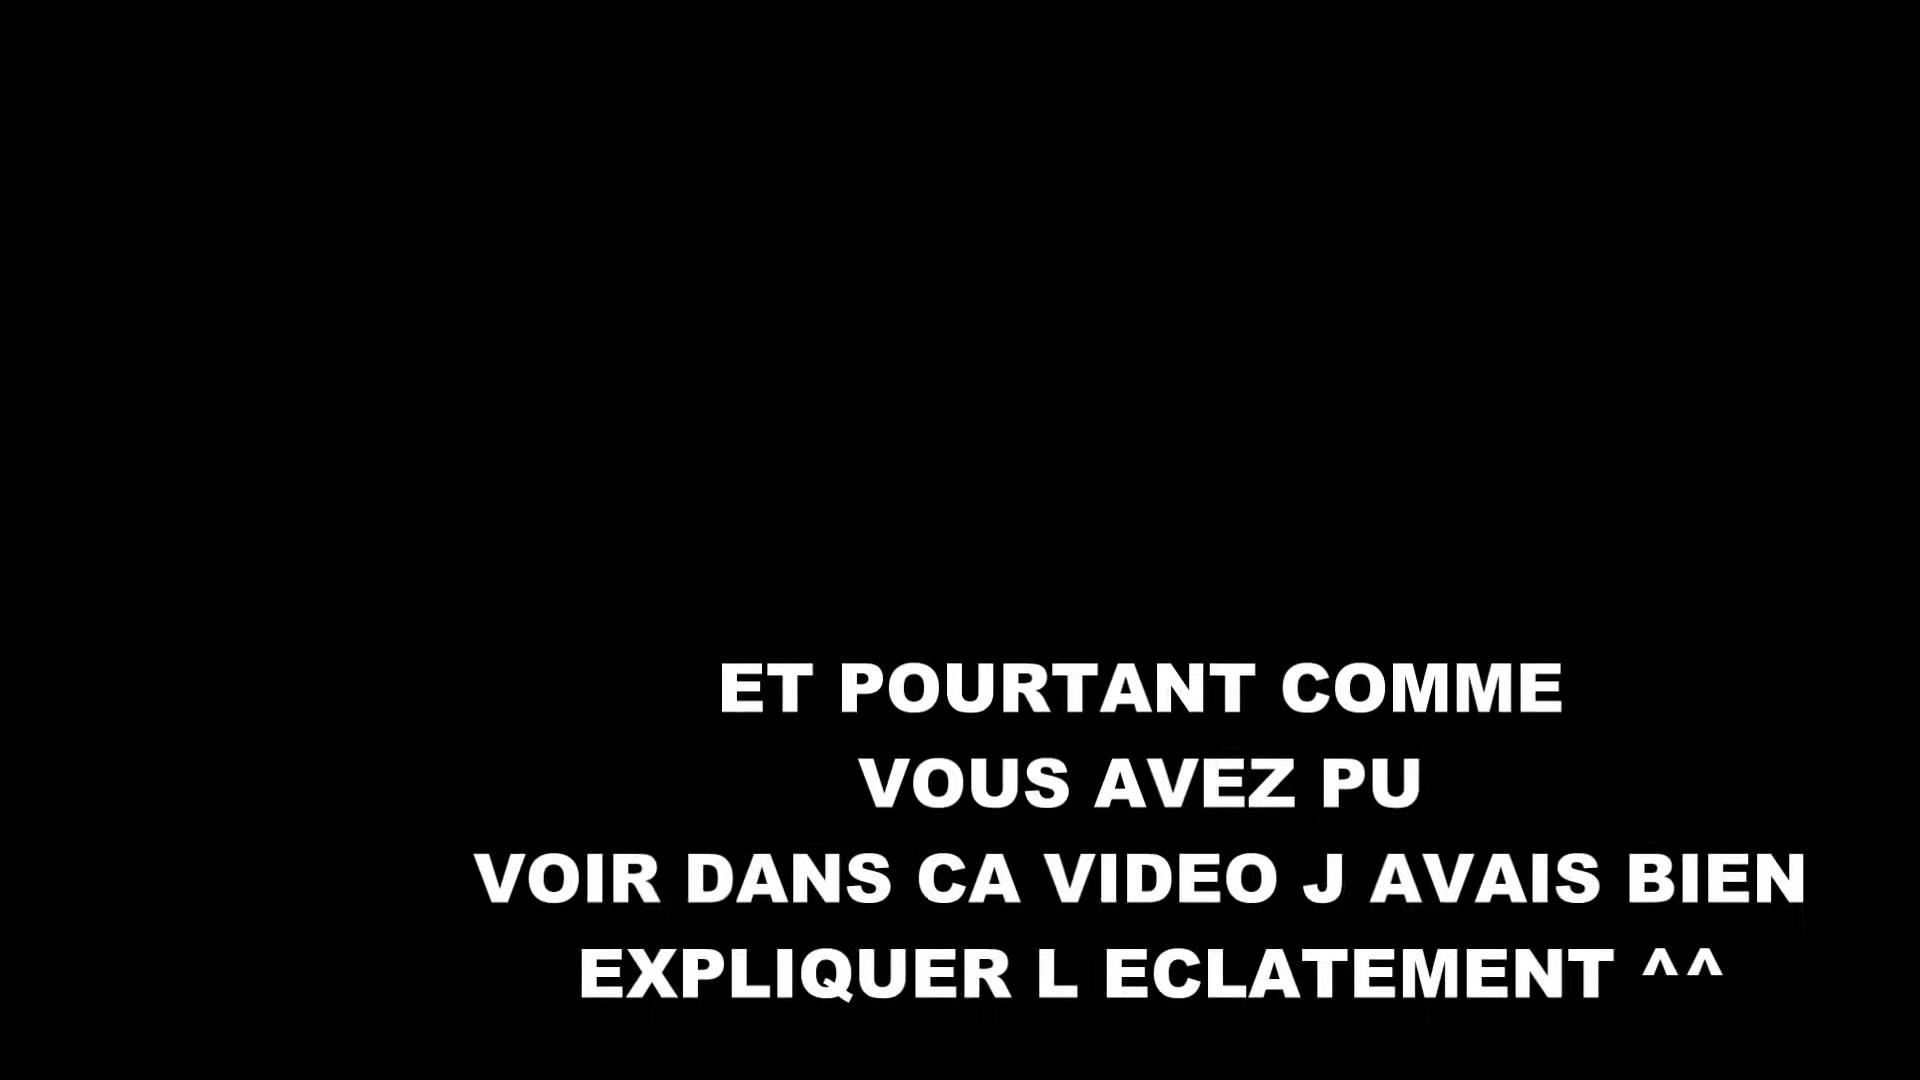 ET POURTANT COMME
VOUS AVEZ PU
VOIR DANS CA VIDEO J AVAIS BIEN
EXPLIQUER L ECLATEMENT ^^